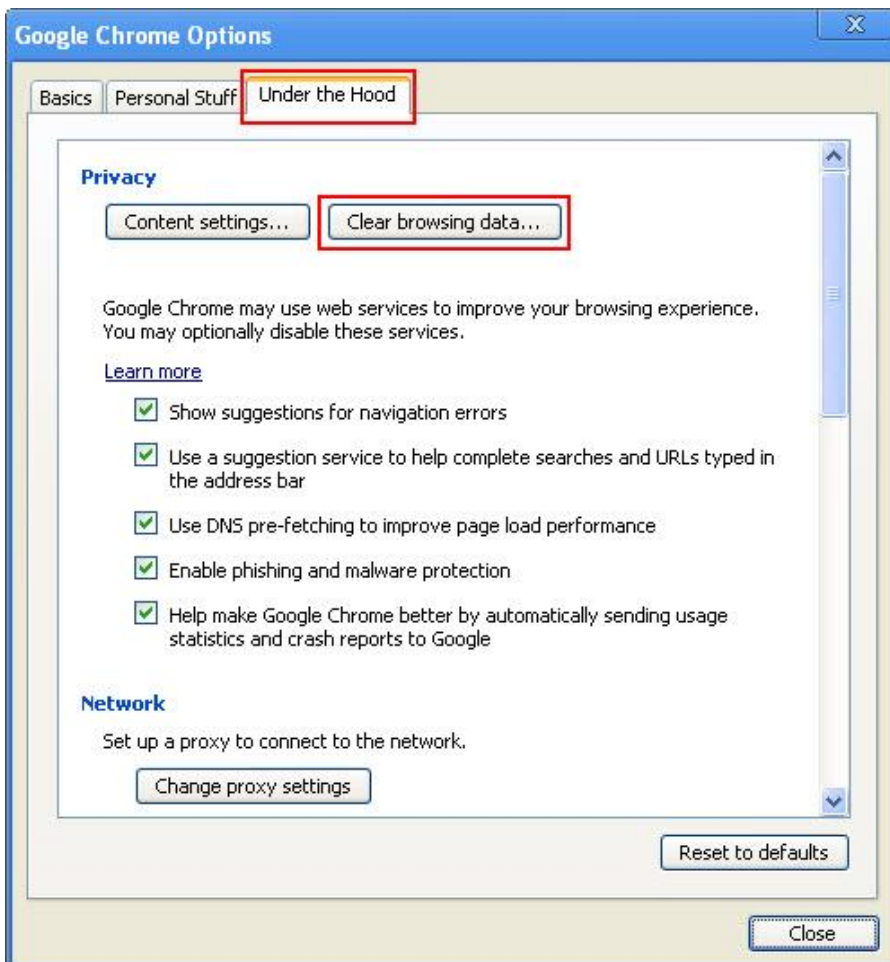 Google Chrome Options
Basics
Personal Stuff
Under the Hood
Privacy
Content settings...
Clear browsing data...
Google Chrome may use web services to improve your browsing experience.
You may optionally disable these services.
Learn more
Show suggestions for navigation errors
Use a suggestion service to help complete searches and URLs typed in
the address bar
Use DNS pre-fetching to improve page load performance
Enable phishing and malware protection
Help make Google Chrome better by automatically sending usage
statistics and crash reports to Google
Network
Set up a proxy to connect to the network.
Change proxy settings
Reset to defaults
Close